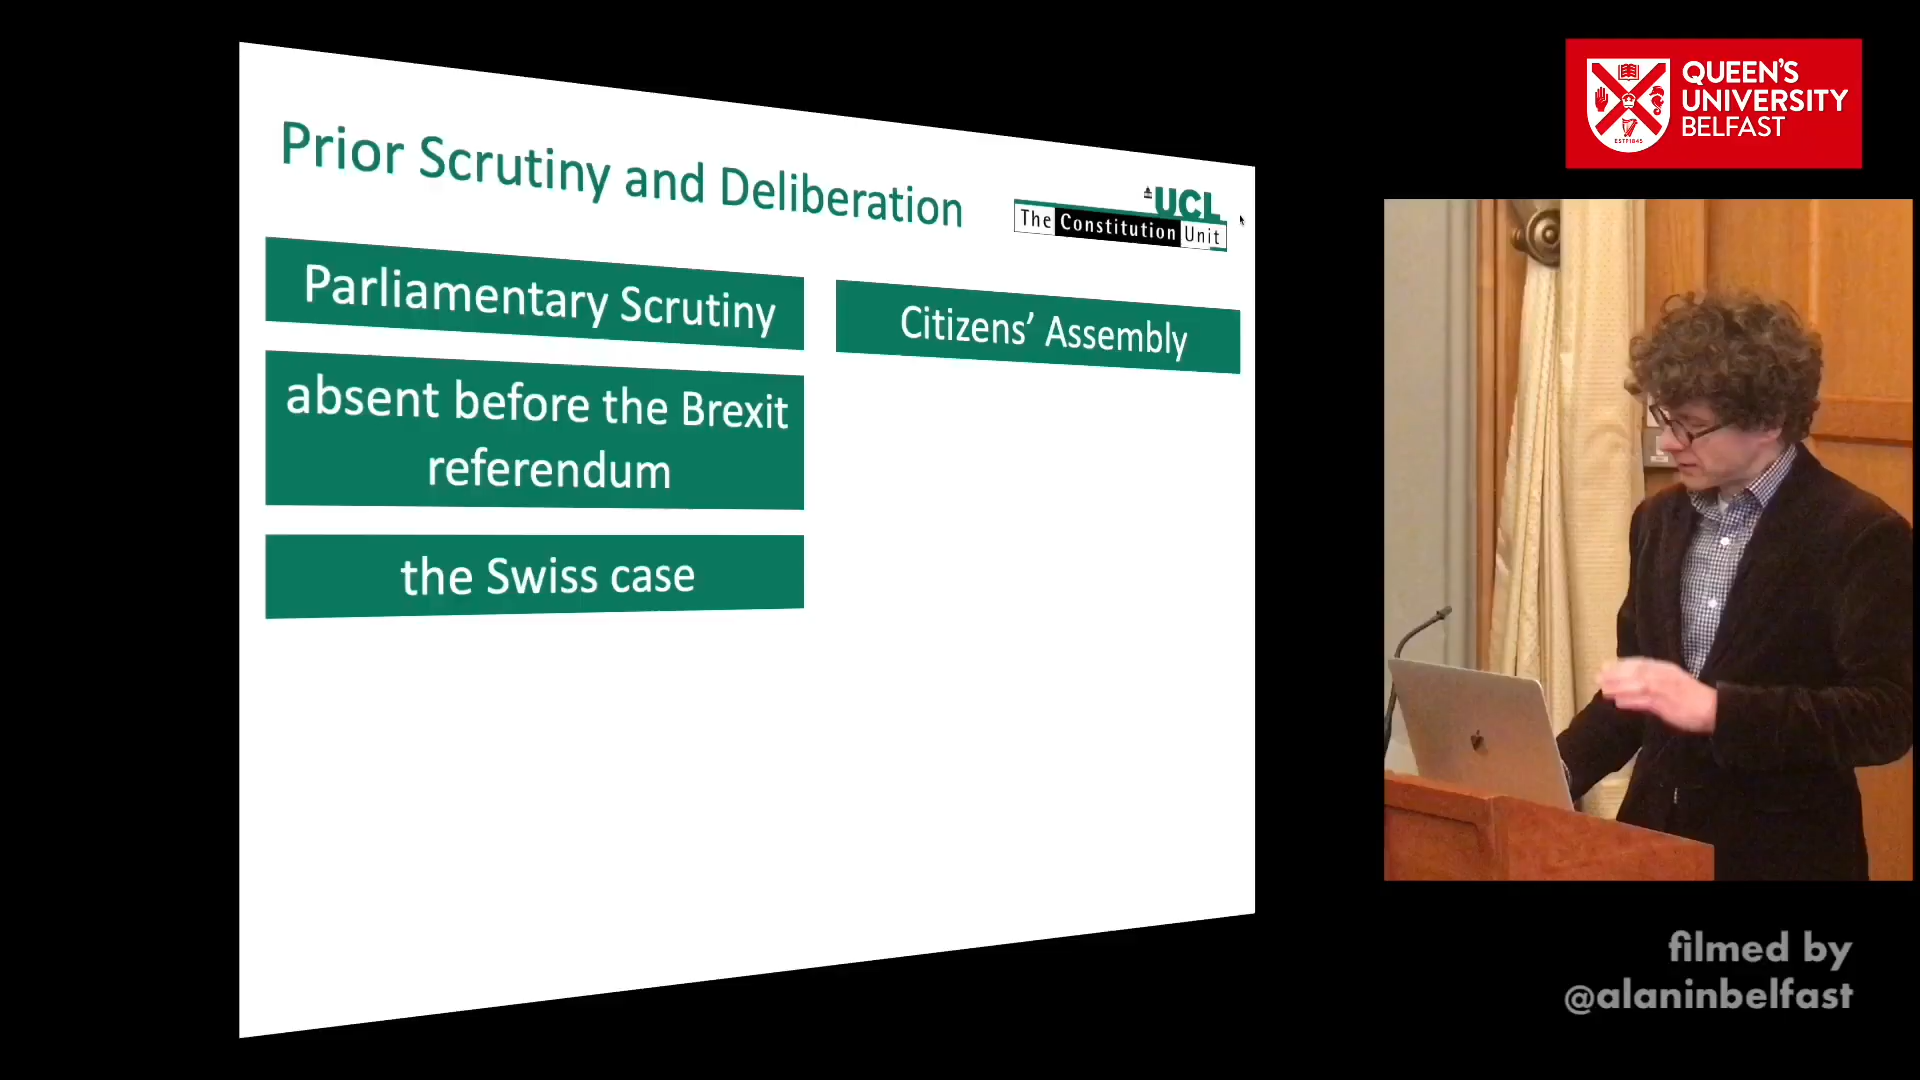 Prior Scrutiny and Deliberation
UCL
The Constitution Unit
Parliamentary Scrutiny
absent before the Brexit
referendum
the Swiss case
Citizens' Assembly
QUEEN'S
UNIVERSITY
BELFAST
ESTD1845
filmed by
@alaninbelfast